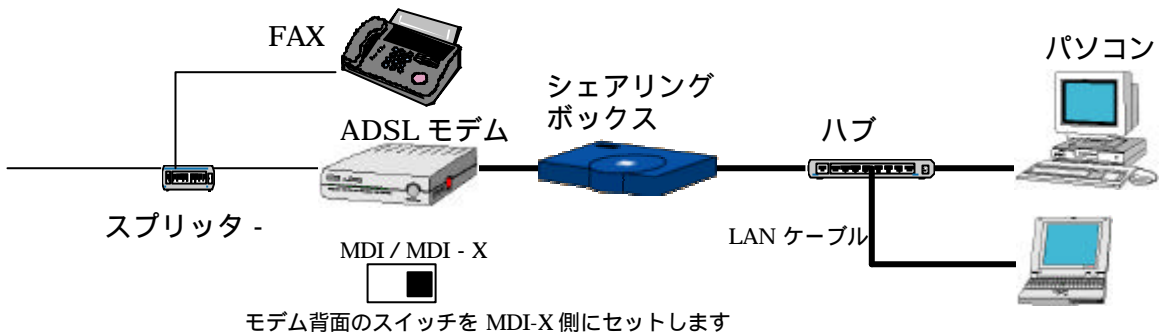 FAX
パソコン
シェアリング
ボックス
ADSL モデム
ハブ
スプリッタ -
LAN ケーブル
MDI / MDI - X
モデム背面のスイッチを MDI-X 側にセットします